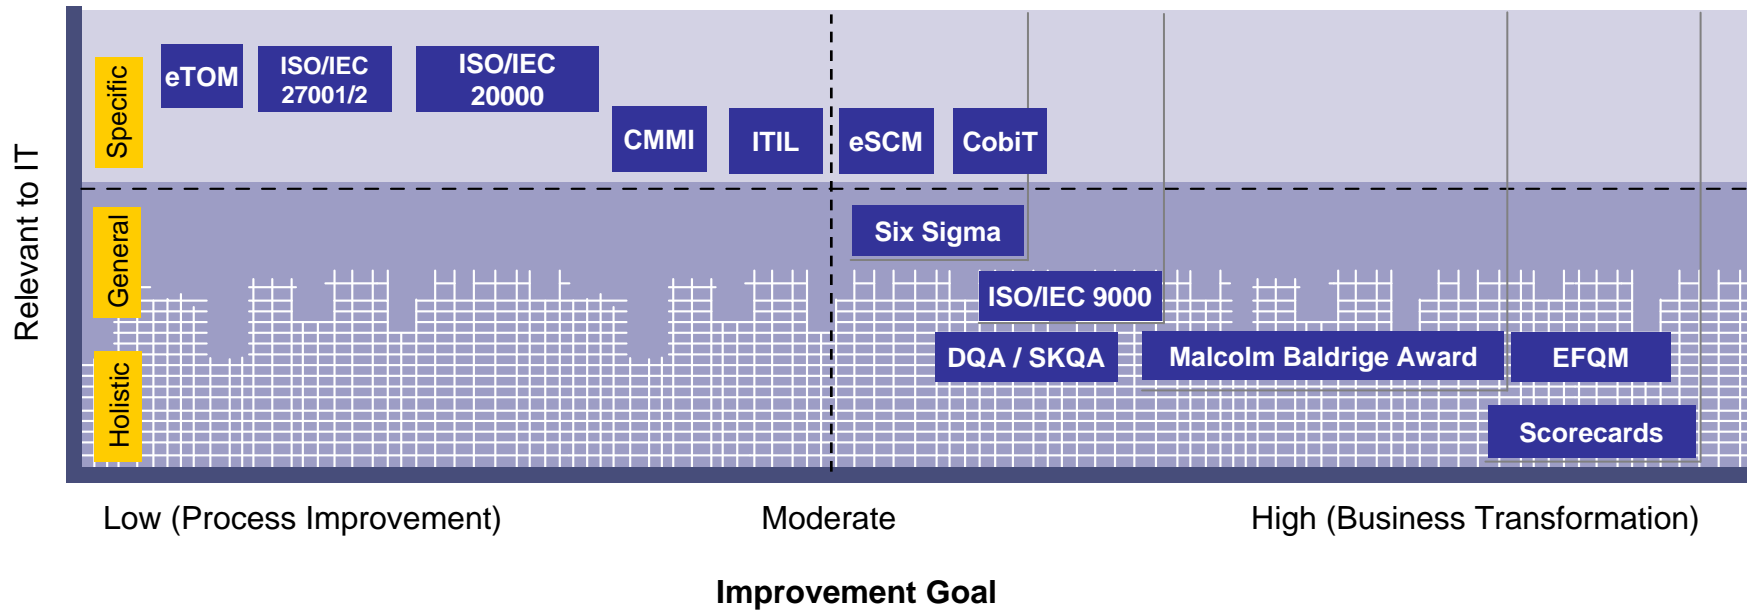 Relevant to IT
Specific
General
Holistic
eTOM
ISO/IEC
27001/2
ISO/IEC
20000
CMMI
ITIL
eSCM
CobiT
Six Sigma
ISO/IEC 9000
DQA / SKQA
Malcolm Baldrige Award
EFQM
Scorecards
Low (Process Improvement)
Moderate
High (Business Transformation)
Improvement Goal